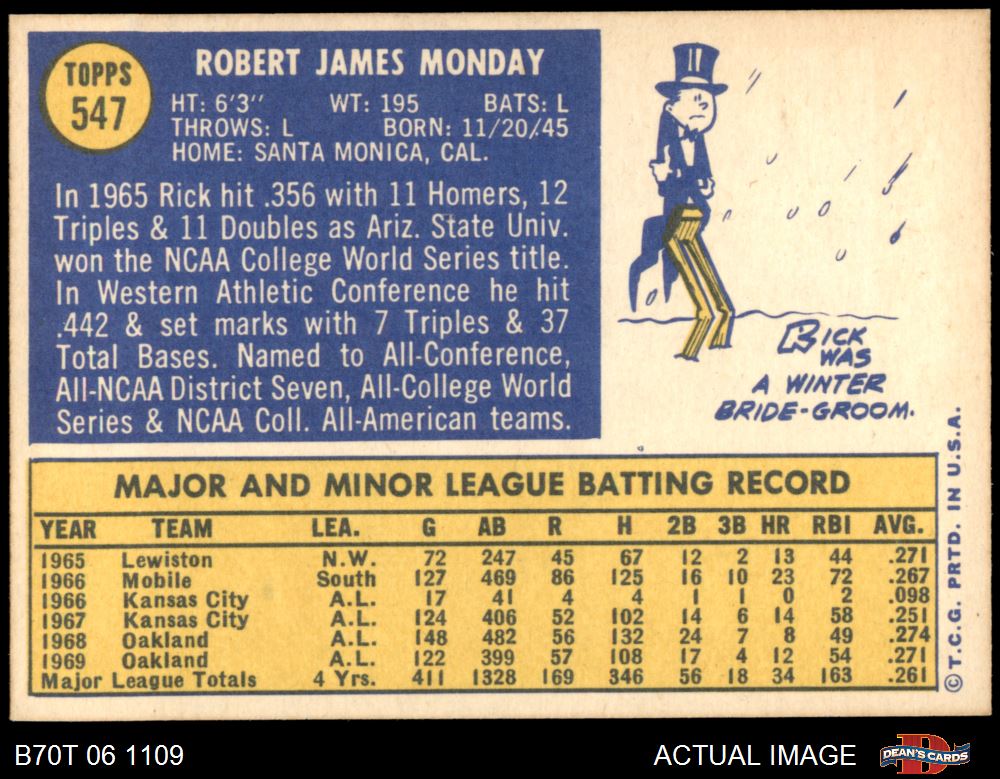 TOPPS
547
ROBERT JAMES MONDAY
HT: 6'3" WT: 195 BATS: L
THROWS: L BORN: 11/20/45
HOME: SANTA MONICA, CAL.
In 1965 Rick hit .356 with 11 Homers, 12
Triples & 11 Doubles as Ariz. State Univ.
won the NCAA College World Series title.
In Western Athletic Conference he hit
.442 & set marks with 7 Triples & 37
Total Bases. Named to All-Conference,
All-NCAA District Seven, All-College World
Series & NCAA Coll. All-American teams.
RICK
WAS
A WINTER
BRIDE-GROOM.
MAJOR AND MINOR LEAGUE BATTING RECORD
YEAR TEAM LEA. G AB R H 2B 3B HR RBI AVG.
1965 Lewiston N.W. 72 247 45 67 12 2 13 44 .271
1966 Mobile South 127 469 86 125 16 10 23 72 .267
1966 Kansas City A.L. 17 41 4 4 1 1 0 2 .098
1967 Kansas City A.L. 124 406 52 102 14 6 14 58 .251
1968 Oakland A.L. 148 482 56 132 24 7 8 49 .274
1969 Oakland A.L. 122 399 57 108 17 4 12 54 .271
Major League Totals 4 Yrs. 411 1328 169 346 56 18 34 163 .261
© T.C.G. PRTD. IN U.S.A.
B70T 06 1109 ACTUAL IMAGE DEAN'S CARDS